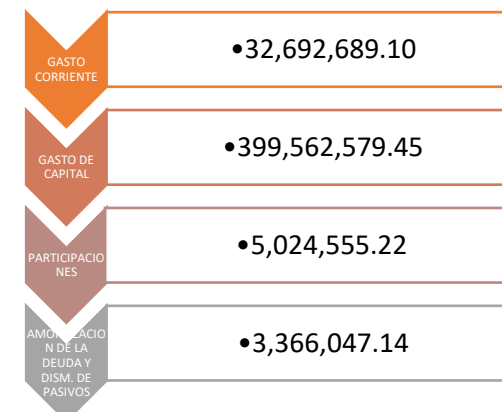 GASTO
CORRIENTE
•32,692,689.10
GASTO DE
CAPITAL
•399,562,579.45
PARTICIPACIO
NES
•5,024,555.22
N DE LA
DEUDA Y
DISM. DE
PASIVOS
•3,366,047.14